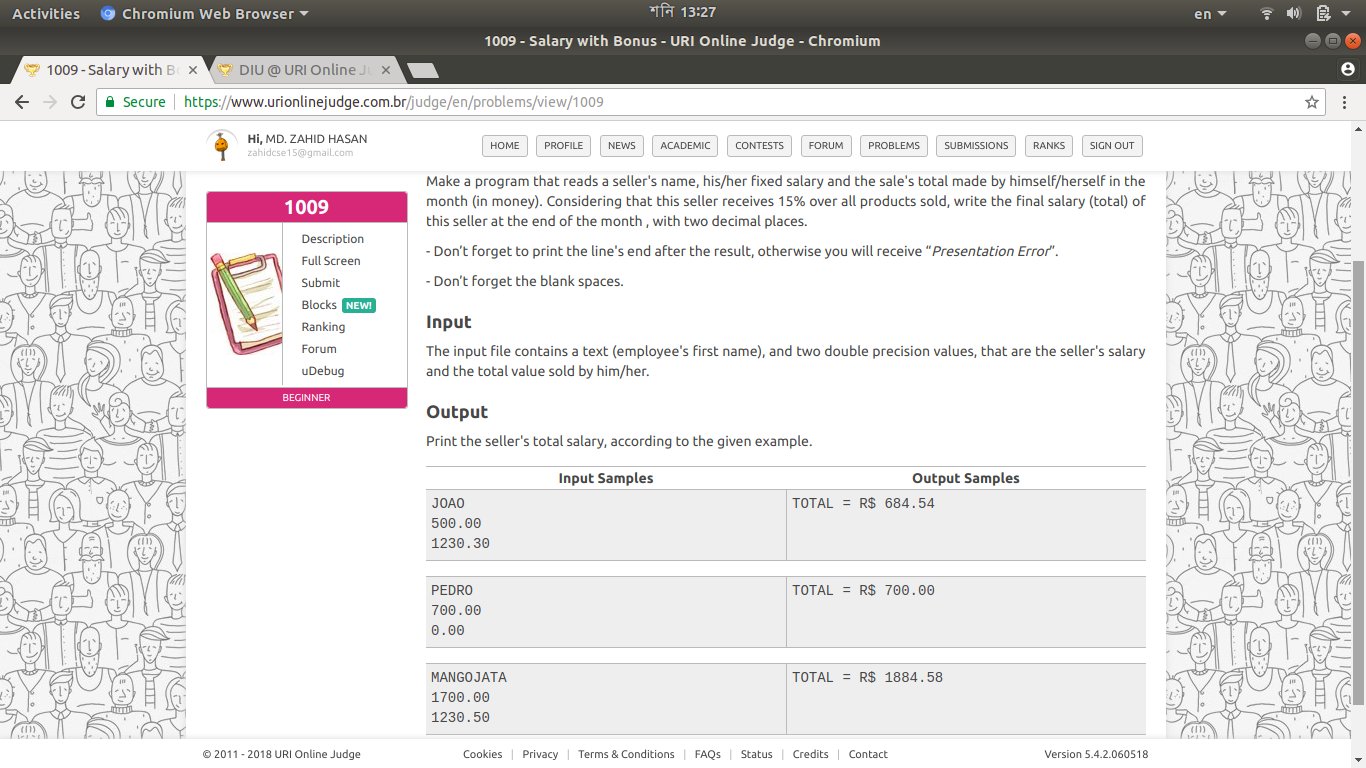 Activities Chromium Web Browser শনি 13:27 en
1009 - Salary with Bonus - URI Online Judge - Chromium
1009 - Salary with B DIU @ URI Online Ju
Secure https://www.urionlinejudge.com.br/judge/en/problems/view/1009
Hi, MD. ZAHID HASAN
zahidcse15@gmail.com
HOME PROFILE NEWS ACADEMIC CONTESTS FORUM PROBLEMS SUBMISSIONS RANKS SIGN OUT
1009
Description
Full Screen
Submit
Blocks NEW!
Ranking
Forum
uDebug
BEGINNER
Make a program that reads a seller's name, his/her fixed salary and the sale's total made by himself/herself in the
month (in money). Considering that this seller receives 15% over all products sold, write the final salary (total) of
this seller at the end of the month , with two decimal places.
- Don’t forget to print the line's end after the result, otherwise you will receive “Presentation Error”.
- Don’t forget the blank spaces.
Input
The input file contains a text (employee's first name), and two double precision values, that are the seller's salary
and the total value sold by him/her.
Output
Print the seller's total salary, according to the given example.
Input Samples Output Samples
JOAO TOTAL = R$ 684.54
500.00
1230.30
PEDRO TOTAL = R$ 700.00
700.00
0.00
MANGOJATA TOTAL = R$ 1884.58
1700.00
1230.50
© 2011 - 2018 URI Online Judge Cookies | Privacy | Terms & Conditions | FAQs | Status | Credits | Contact Version 5.4.2.060518